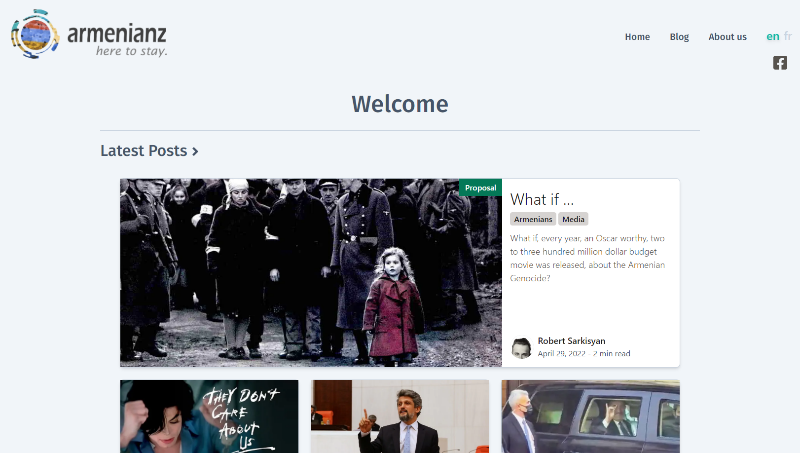 armenianz
here to stay.
Home Blog About us en fr
Welcome
Latest Posts
Proposal
What if ...
Armenians Media
What if, every year, an Oscar worthy, two
to three hundred million dollar budget
movie was released, about the Armenian
Genocide?
Robert Sarkisyan
April 29, 2022 - 2 min read
THEY DON'T
CARE
ABOUT
US